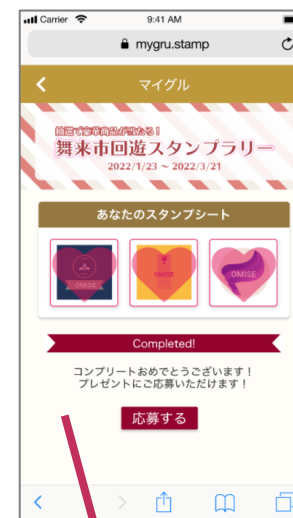 Carrier
9:41 AM
mygru.stamp
マイグル
抽選で豪華商品が当たる!
舞来市回遊スタンプラリー
2022/1/23 ~ 2022/3/21
あなたのスタンプシート
OMISE
OMISE
OMISE
Completed!
コンプリートおめでとうございます!
プレゼントにご応募いただけます!
応募する